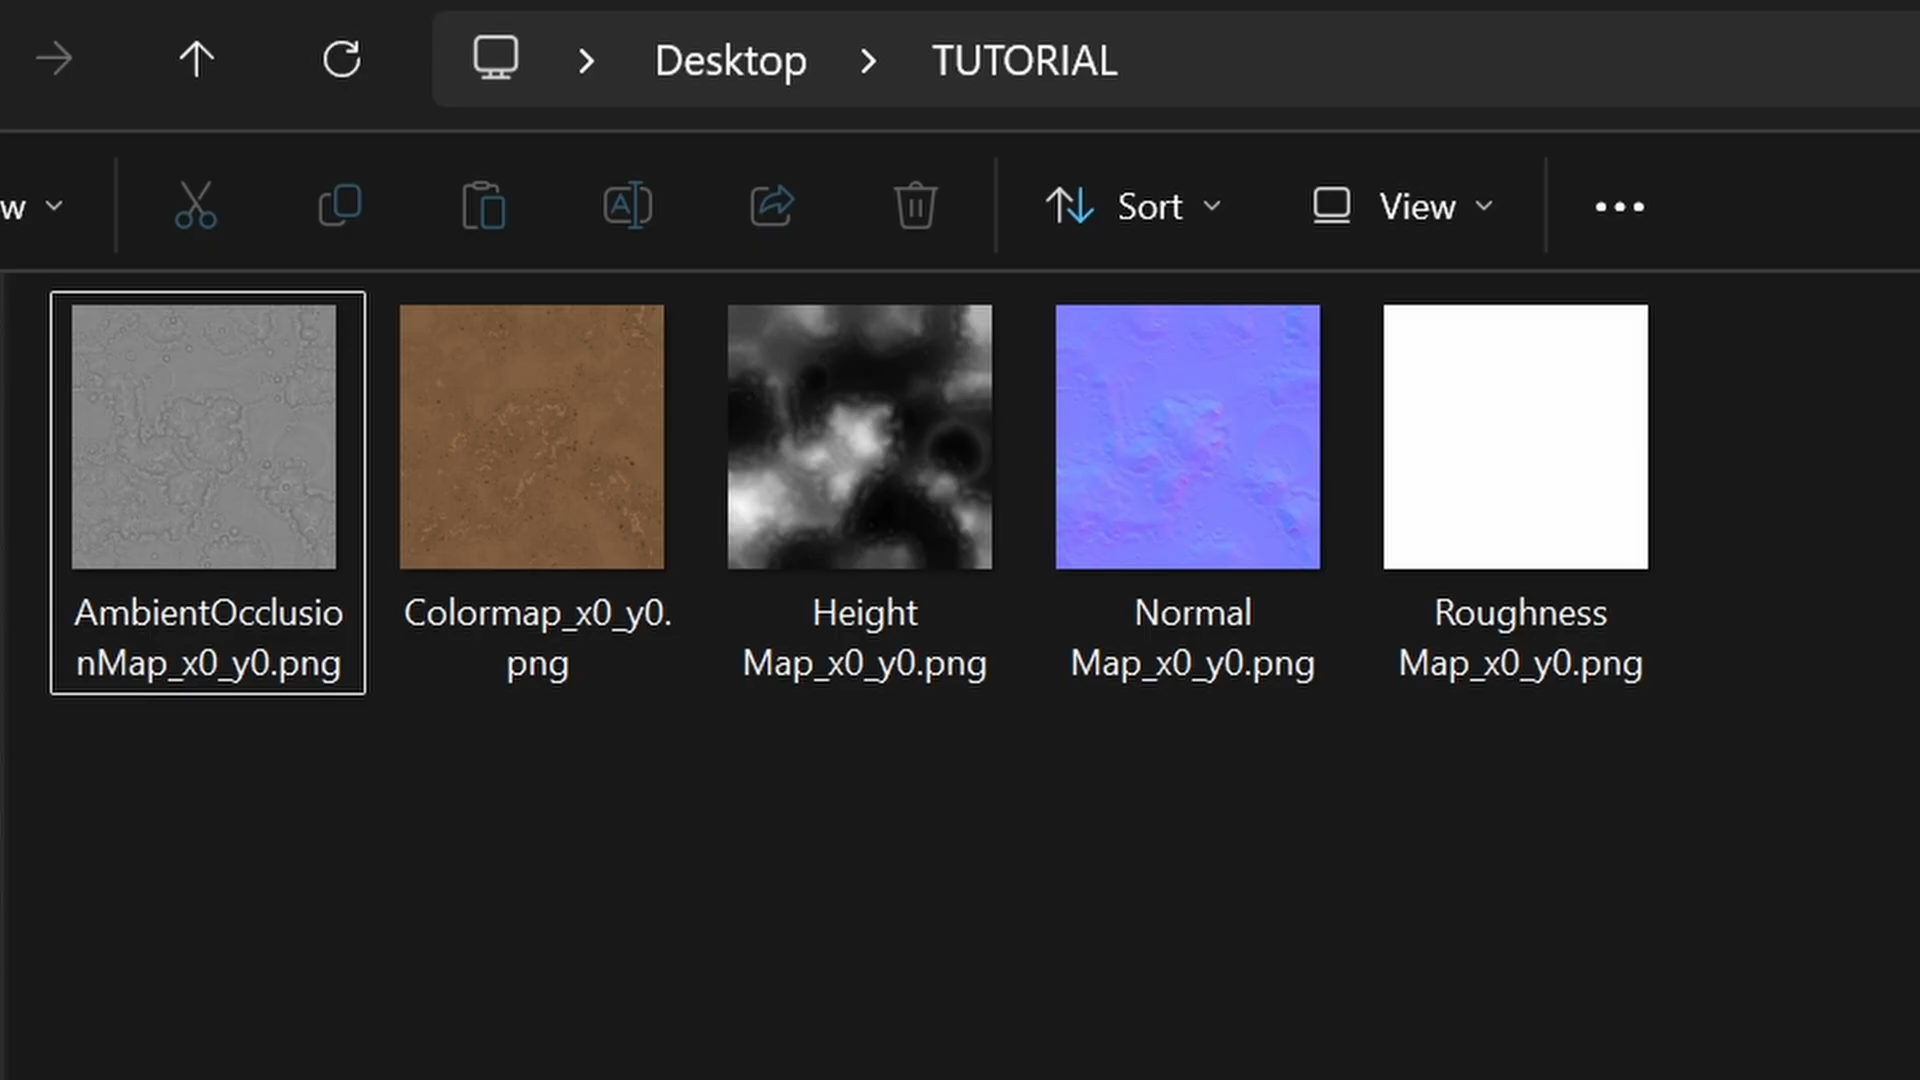 Desktop TUTORIAL
w Sort View
AmbientOcclusio
nMap_x0_y0.png
Colormap_x0_y0.
png
Height
Map_x0_y0.png
Normal
Map_x0_y0.png
Roughness
Map_x0_y0.png